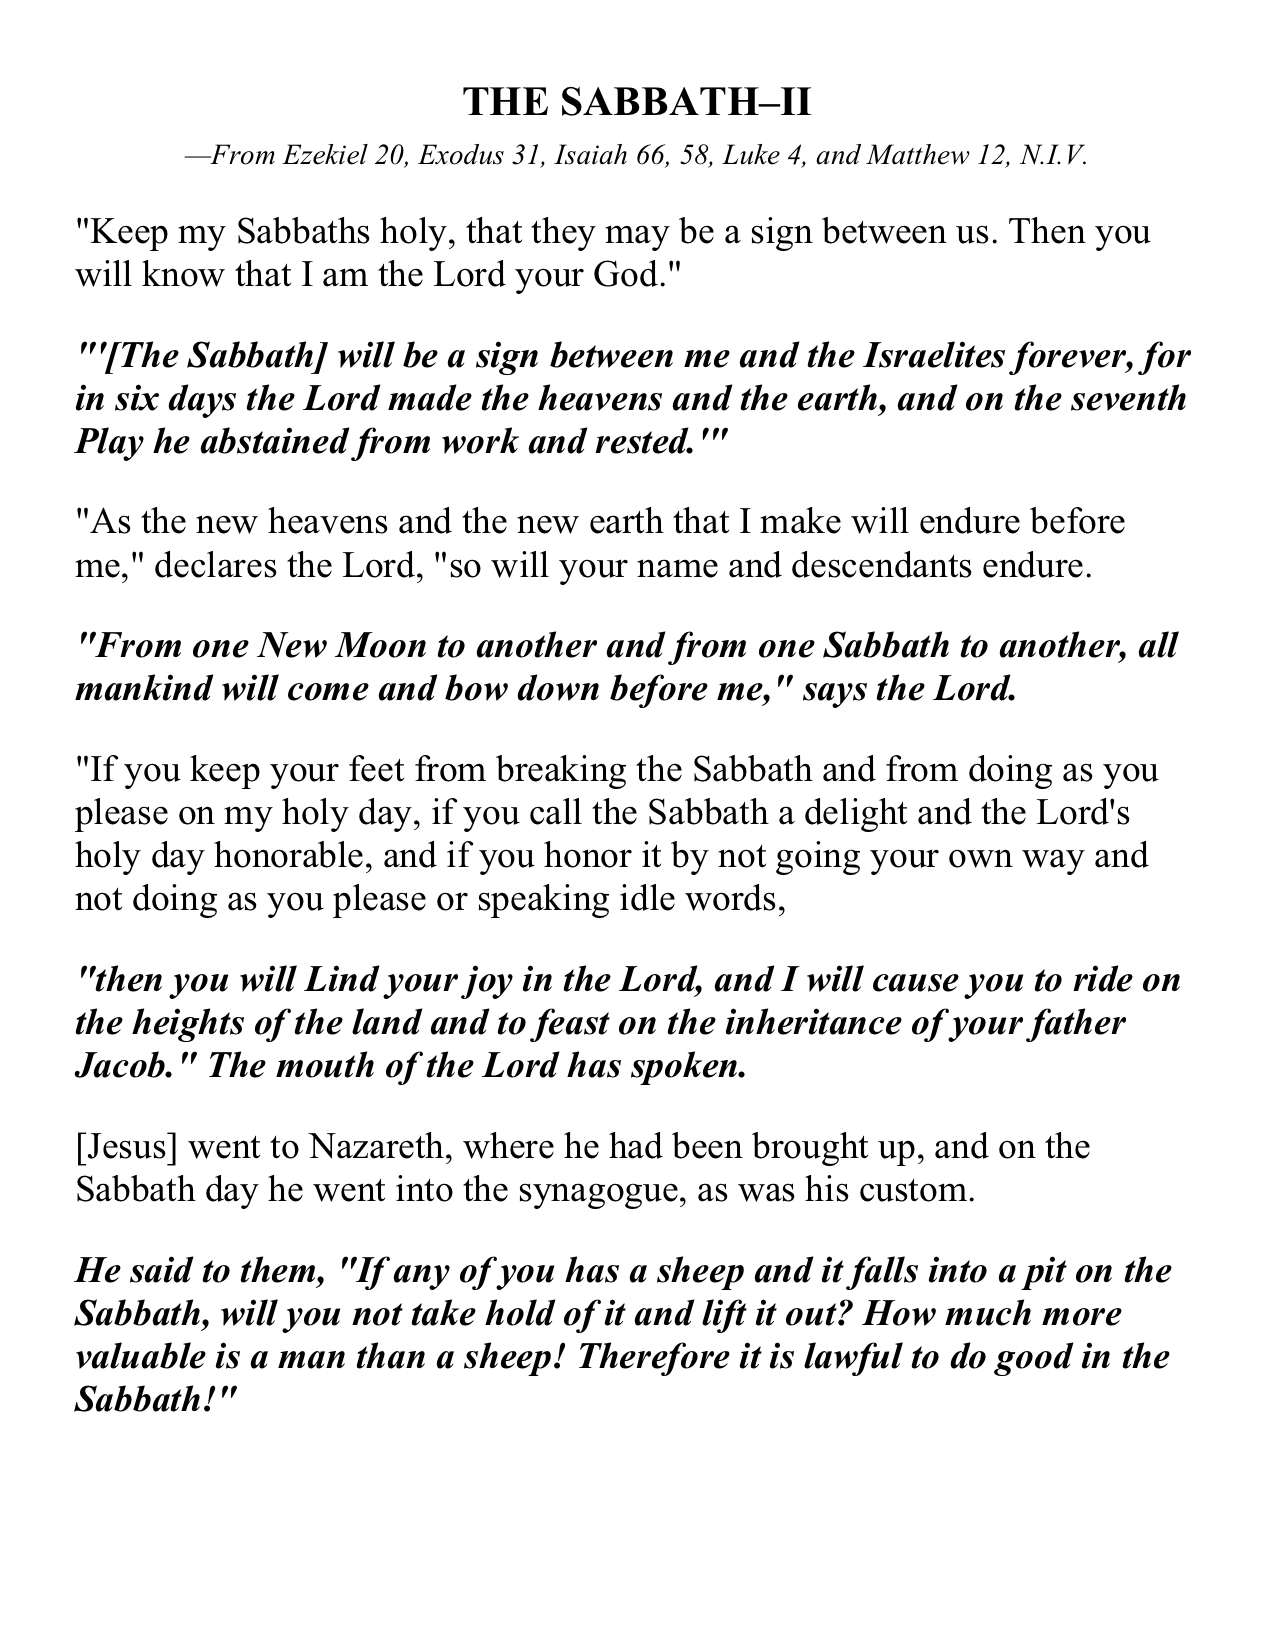 THE SABBATH–II
—From Ezekiel 20, Exodus 31, Isaiah 66, 58, Luke 4, and Matthew 12, N.I.V.
"Keep my Sabbaths holy, that they may be a sign between us. Then you
will know that I am the Lord your God."
"'[The Sabbath] will be a sign between me and the Israelites forever, for
in six days the Lord made the heavens and the earth, and on the seventh
Play he abstained from work and rested.'"
"As the new heavens and the new earth that I make will endure before
me," declares the Lord, "so will your name and descendants endure.
"From one New Moon to another and from one Sabbath to another, all
mankind will come and bow down before me," says the Lord.
"If you keep your feet from breaking the Sabbath and from doing as you
please on my holy day, if you call the Sabbath a delight and the Lord's
holy day honorable, and if you honor it by not going your own way and
not doing as you please or speaking idle words,
"then you will Lind your joy in the Lord, and I will cause you to ride on
the heights of the land and to feast on the inheritance of your father
Jacob." The mouth of the Lord has spoken.
[Jesus] went to Nazareth, where he had been brought up, and on the
Sabbath day he went into the synagogue, as was his custom.
He said to them, "If any of you has a sheep and it falls into a pit on the
Sabbath, will you not take hold of it and lift it out? How much more
valuable is a man than a sheep! Therefore it is lawful to do good in the
Sabbath!"